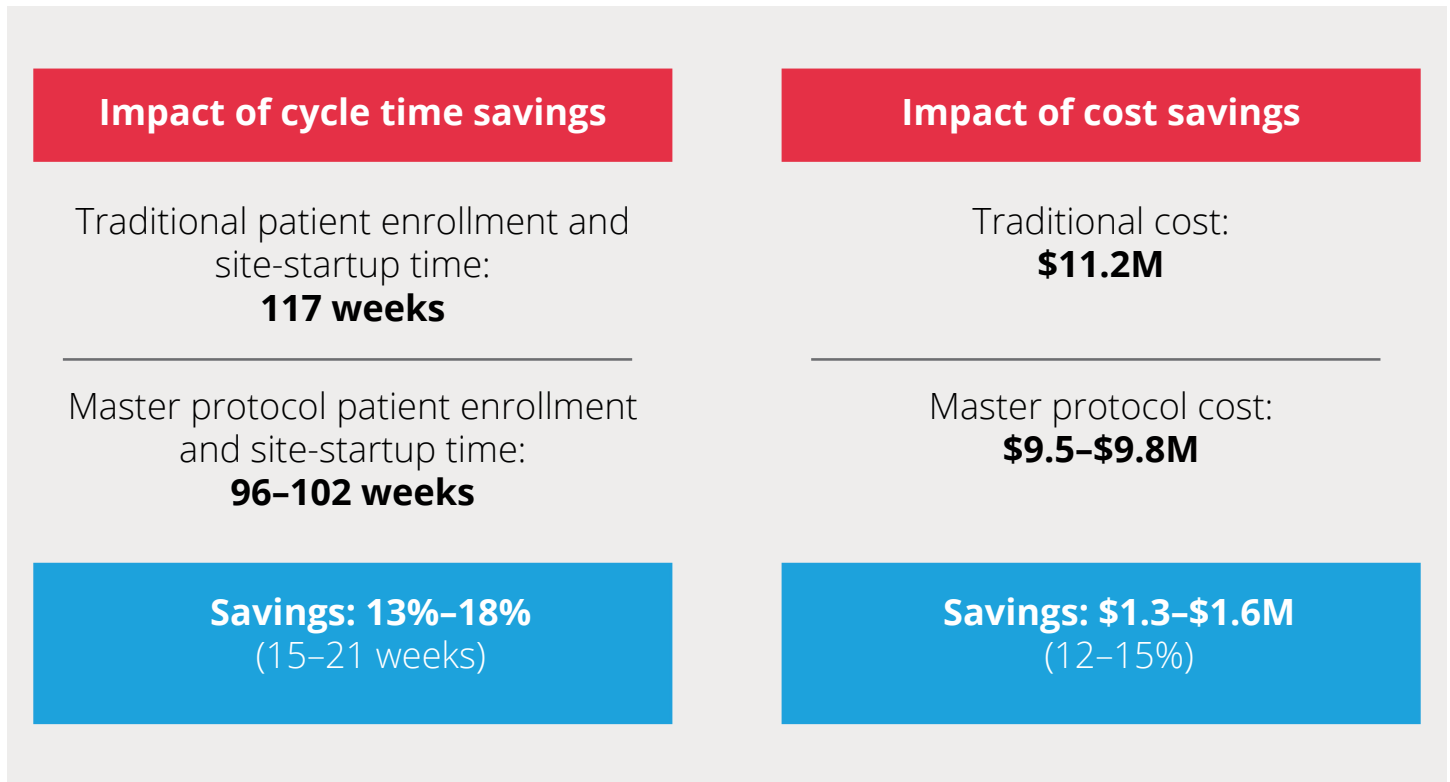 Impact of cycle time savings
Traditional patient enrollment and
site-startup time:
117 weeks
Master protocol patient enrollment
and site-startup time:
96–102 weeks
Savings: 13%–18%
(15–21 weeks)
Impact of cost savings
Traditional cost:
$11.2M
Master protocol cost:
$9.5–$9.8M
Savings: $1.3–$1.6M
(12–15%)